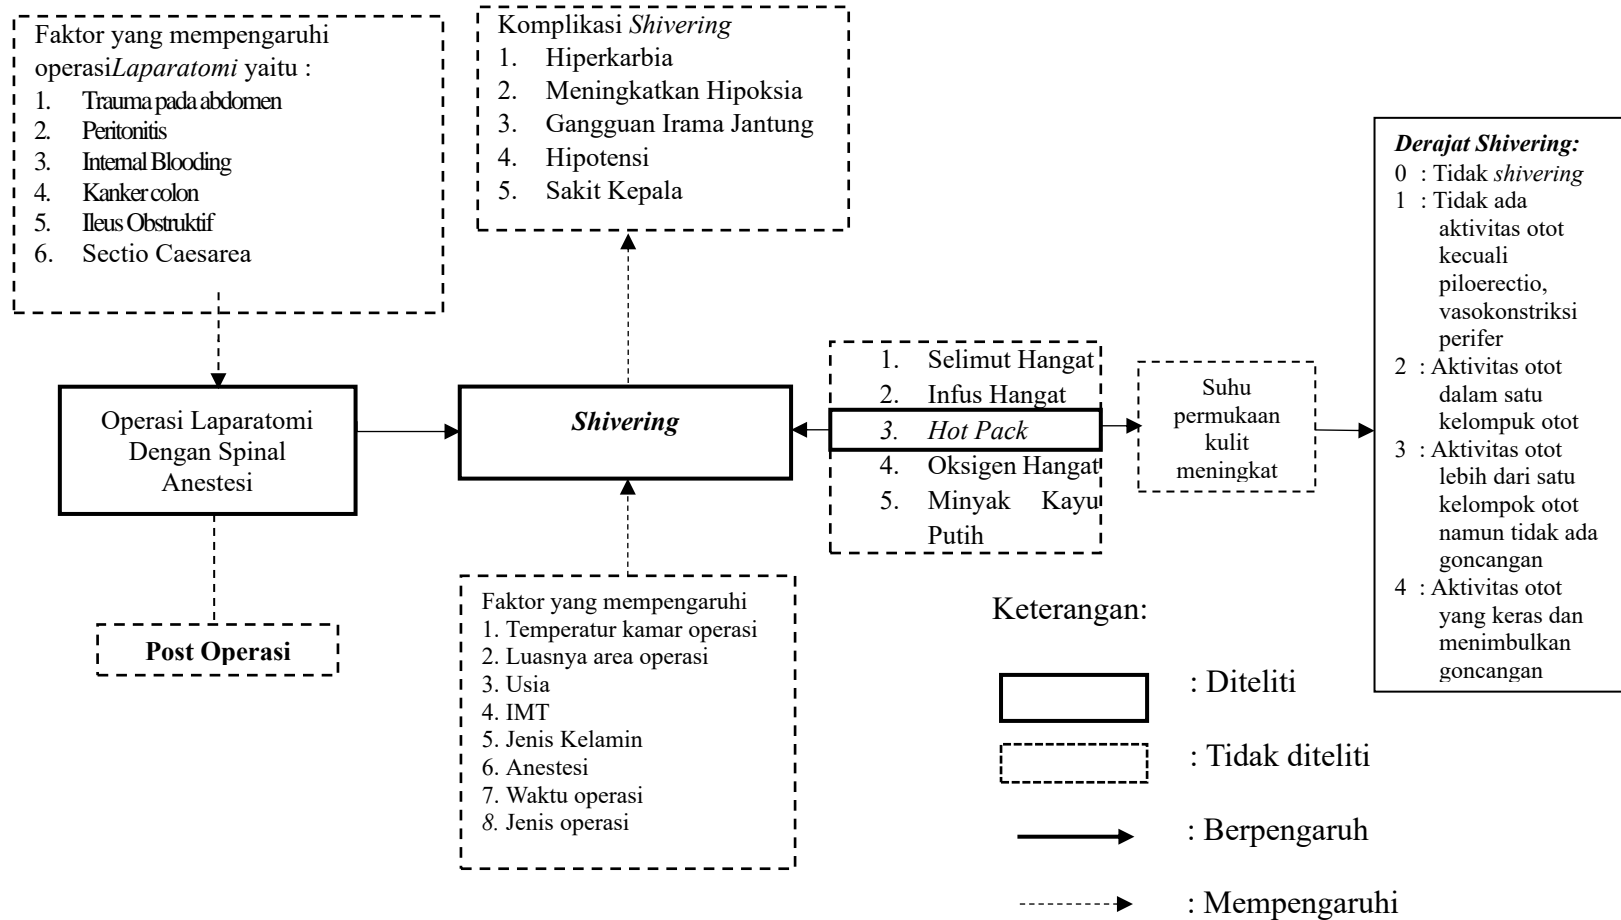 Faktor yang mempengaruhi
operasiLaparatomi yaitu :
1. Trauma pada abdomen
2. Peritonitis
3. Internal Blooding
4. Kanker colon
5. Ileus Obstruktif
6. Sectio Caesarea
Komplikasi Shivering
1. Hiperkarbia
2. Meningkatkan Hipoksia
3. Gangguan Irama Jantung
4. Hipotensi
5. Sakit Kepala
Operasi Laparatomi
Dengan Spinal
Anestesi
Shivering
1. Selimut Hangat
2. Infus Hangat
3. Hot Pack
4. Oksigen Hangat
5. Minyak Kayu
Putih
Suhu
permukaan
kulit
meningkat
Derajat Shivering:
0 : Tidak shivering
1 : Tidak ada
aktivitas otot
kecuali
piloerectio,
vasokonstriksi
perifer
2 : Aktivitas otot
dalam satu
kelompuk otot
3 : Aktivitas otot
lebih dari satu
kelompok otot
namun tidak ada
goncangan
4 : Aktivitas otot
yang keras dan
menimbulkan
goncangan
Post Operasi
Faktor yang mempengaruhi
1. Temperatur kamar operasi
2. Luasnya area operasi
3. Usia
4. IMT
5. Jenis Kelamin
6. Anestesi
7. Waktu operasi
8. Jenis operasi
Keterangan:
: Diteliti
: Tidak diteliti
: Berpengaruh
: Mempengaruhi